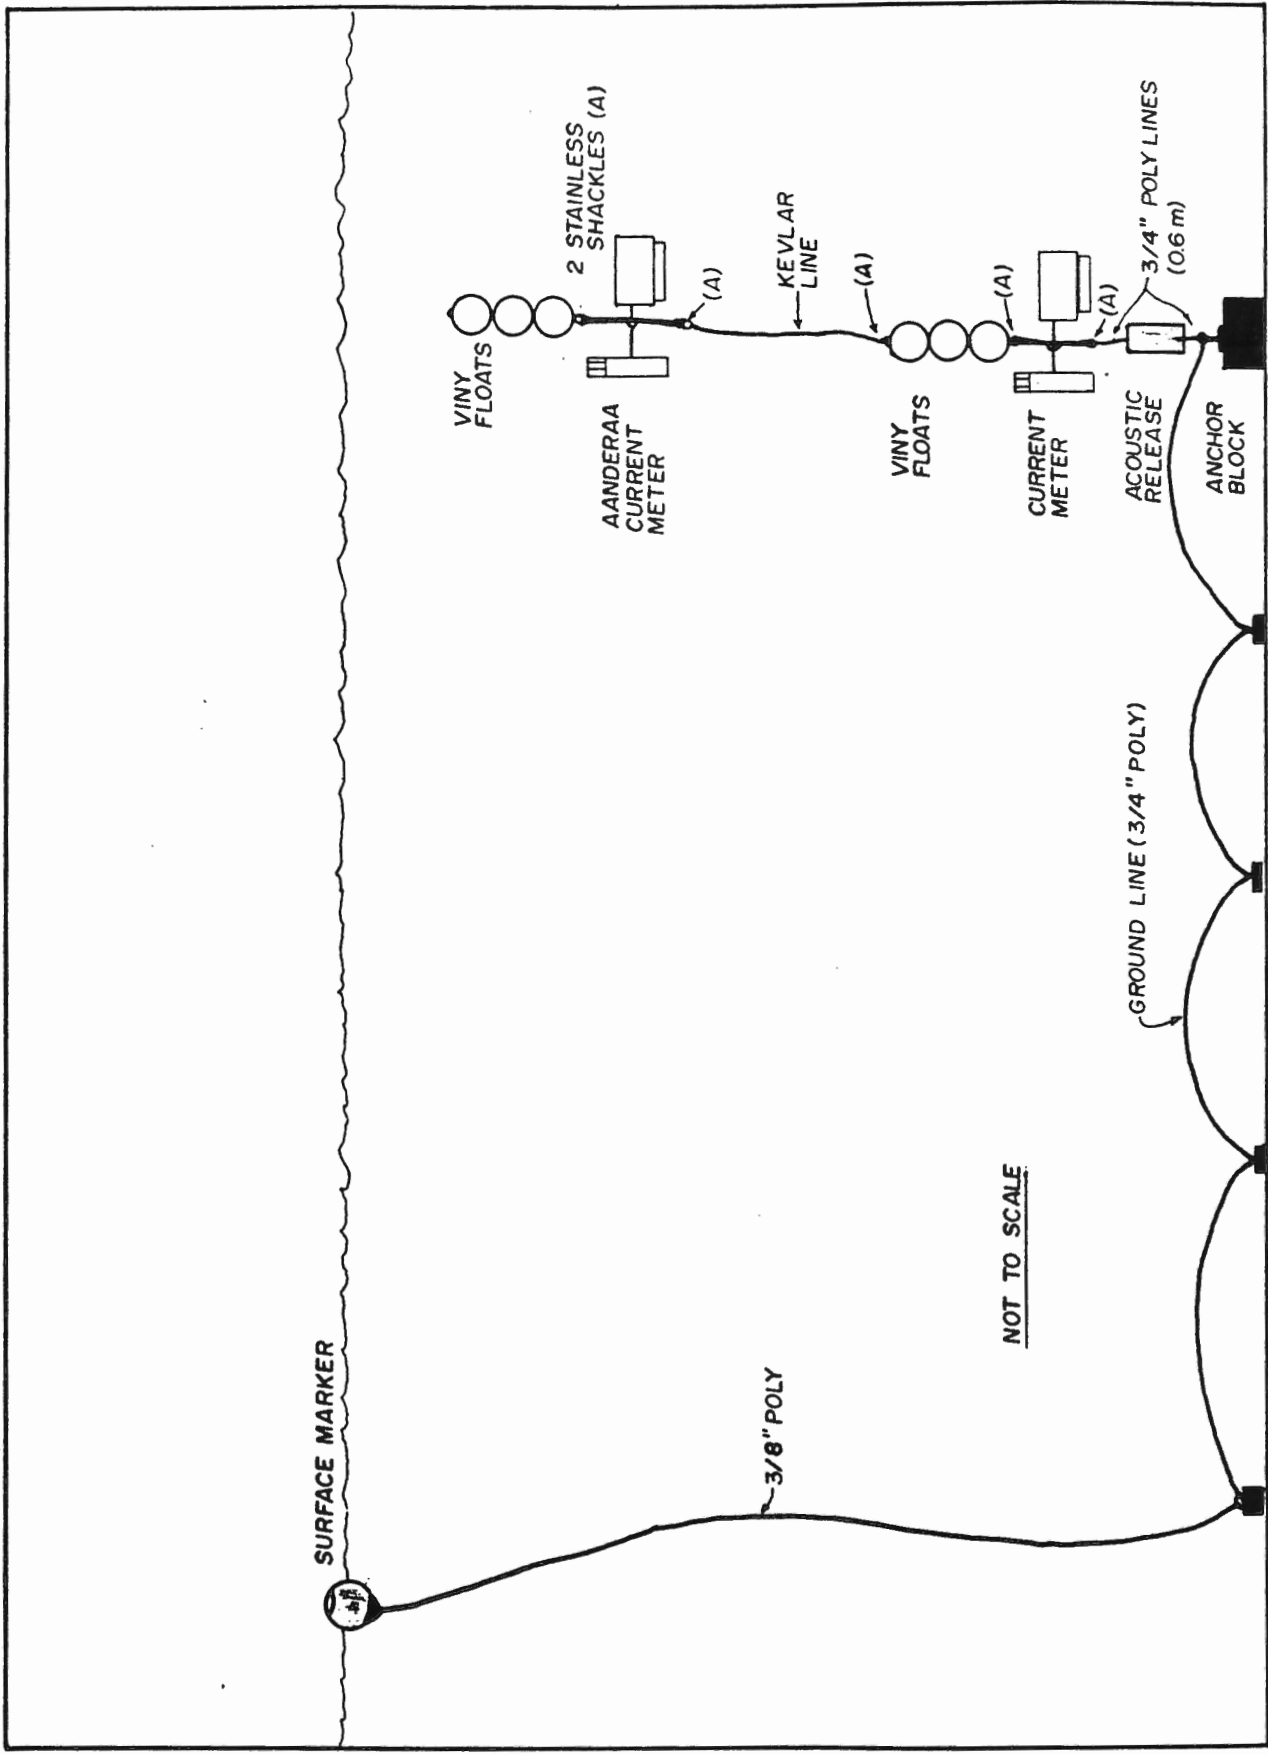 SURFACE MARKER
3/8" POLY
NOT TO SCALE
GROUND LINE (3/4" POLY)
VINY
FLOATS
2 STAINLESS
SHACKLES (A)
AANDERAA
CURRENT
METER
(A)
KEVLAR
LINE
(A)
VINY
FLOATS
(A)
CURRENT
METER
(A)
3/4" POLY LINES
(0.6 m)
ACOUSTIC
RELEASE
ANCHOR
BLOCK